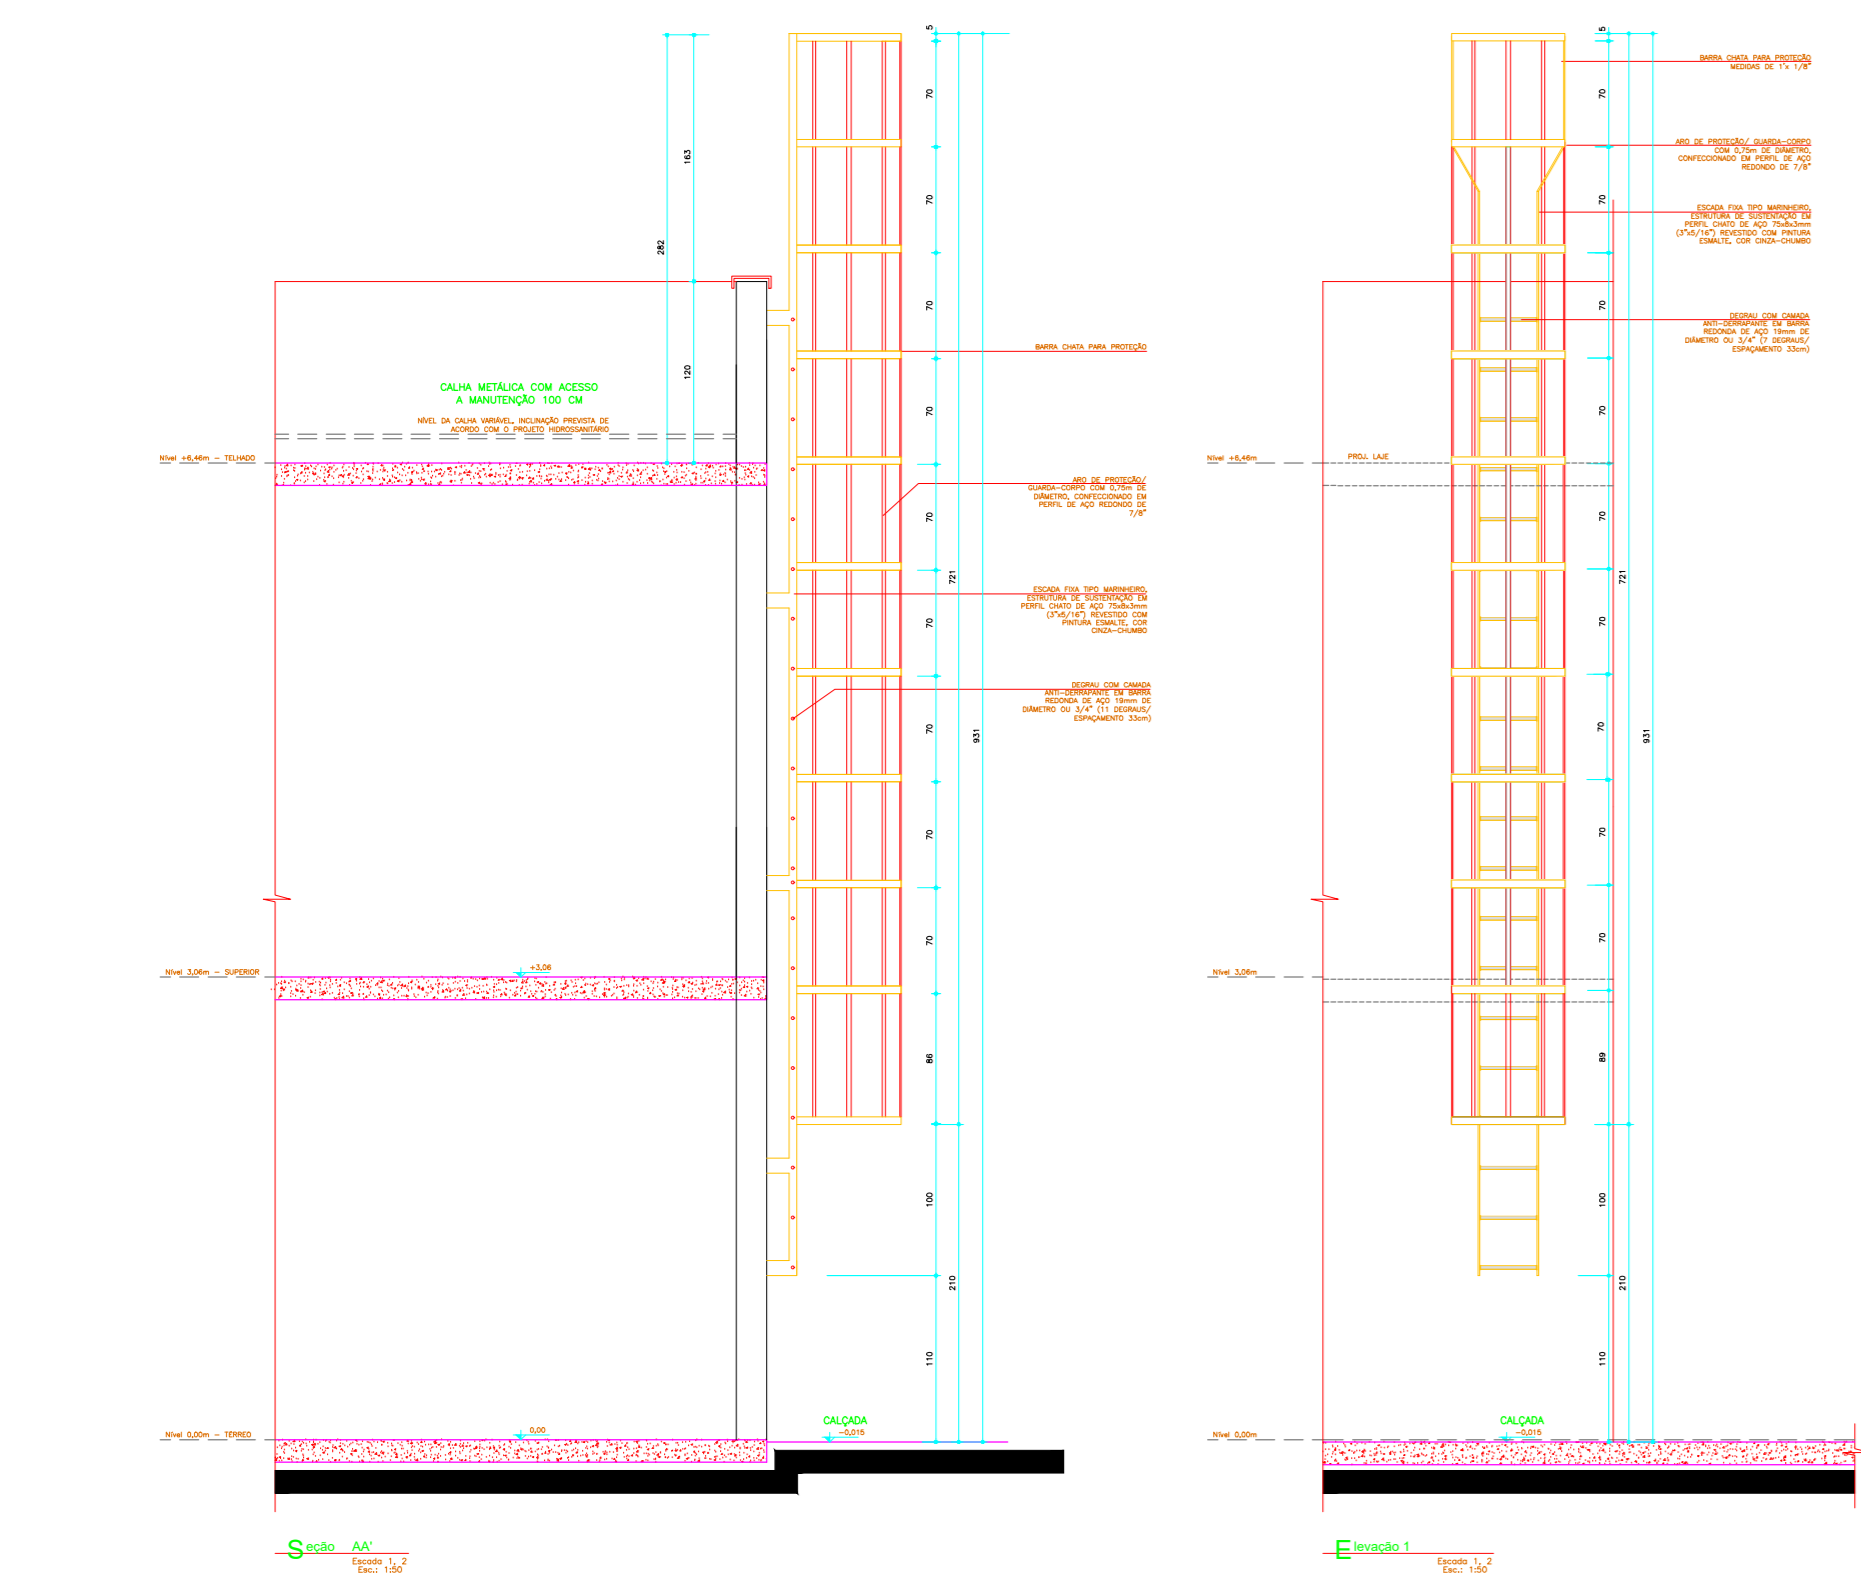 5
70
163
70
282
70
120
CALHA METÁLICA COM ACESSO
A MANUTENÇÃO 100 CM
NÍVEL DA CALHA VARIÁVEL, INCLINAÇÃO PREVISTA DE
ACORDO COM O PROJETO HIDROSSANITÁRIO
Nível +6,46m - TELHADO
BARRA CHATA PARA PROTEÇÃO
70
ARO DE PROTEÇÃO/
GUARDA-CORPO COM 0,75m DE
DIÂMETRO, CONFECCIONADO EM
PERFIL DE AÇO REDONDO DE
7/8"
70
721
ESCADA FIXA TIPO MARINHEIRO,
ESTRUTURA DE SUSTENTAÇÃO EM
PERFIL CHATO DE AÇO 75x8x3mm
(3"x5/16") REVESTIDO COM
PINTURA ESMALTE, COR
CINZA-CHUMBO
70
DEGRAU COM CAMADA
ANTI-DERRAPANTE EM BARRA
REDONDA DE AÇO 19mm DE
DIÂMETRO OU 3/4" (11 DEGRAUS/
ESPAÇAMENTO 33cm)
70
931
70
70
Nível 3,06m - SUPERIOR
+3,06
86
100
210
110
CALÇADA
-0,015
Nível 0,00m - TÉRREO
0,00
Seção AA'
Escada 1, 2
Esc.: 1:50
5
BARRA CHATA PARA PROTEÇÃO
MEDIDAS DE 1"x 1/8"
70
ARO DE PROTEÇÃO/ GUARDA-CORPO
COM 0,75m DE DIÂMETRO,
CONFECCIONADO EM PERFIL DE AÇO
REDONDO DE 7/8"
70
ESCADA FIXA TIPO MARINHEIRO,
ESTRUTURA DE SUSTENTAÇÃO EM
PERFIL CHATO DE AÇO 75x8x3mm
(3"x5/16") REVESTIDO COM PINTURA
ESMALTE, COR CINZA-CHUMBO
70
DEGRAU COM CAMADA
ANTI-DERRAPANTE EM BARRA
REDONDA DE AÇO 19mm DE
DIÂMETRO OU 3/4" (7 DEGRAUS/
ESPAÇAMENTO 33cm)
70
Nível +6,46m
PROJ. LAJE
70
721
70
70
931
70
70
Nível 3,06m
89
100
210
110
CALÇADA
-0,015
Nível 0,00m
Elevação 1
Escada 1, 2
Esc.: 1:50